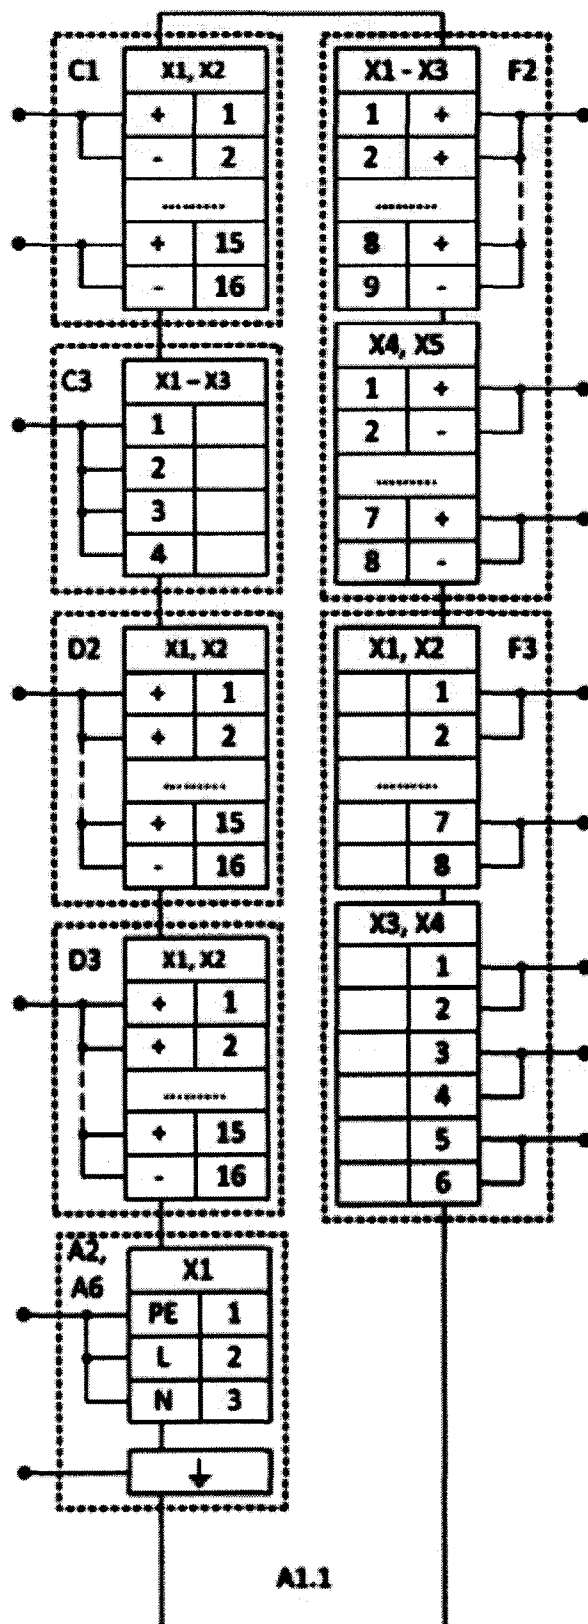 C1
X1, X2
+ 1
- 2
..........
+ 15
- 16
C3
X1 – X3
1
2
3
4
D2
X1, X2
+ 1
+ 2
..........
+ 15
- 16
D3
X1, X2
+ 1
+ 2
..........
+ 15
- 16
A2,
A6
X1
PE 1
L 2
N 3
F2
X1 - X3
1 +
2 +
..........
8 +
9 -
X4, X5
1 +
2 -
..........
7 +
8 -
F3
X1, X2
1
2
..........
7
8
X3, X4
1
2
3
4
5
6
A1.1